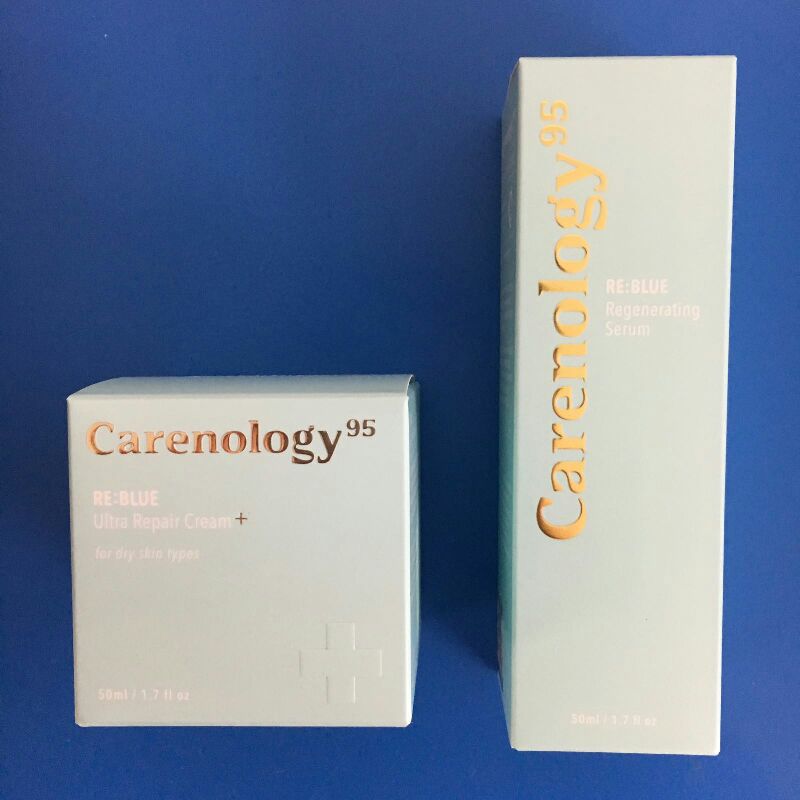 Carenology95
RE:BLUE
Ultra Repair Cream+
for dry skin types
50ml / 1.7 fl oz
Carenology95
RE:BLUE
Regenerating
Serum
50ml / 1.7 fl oz